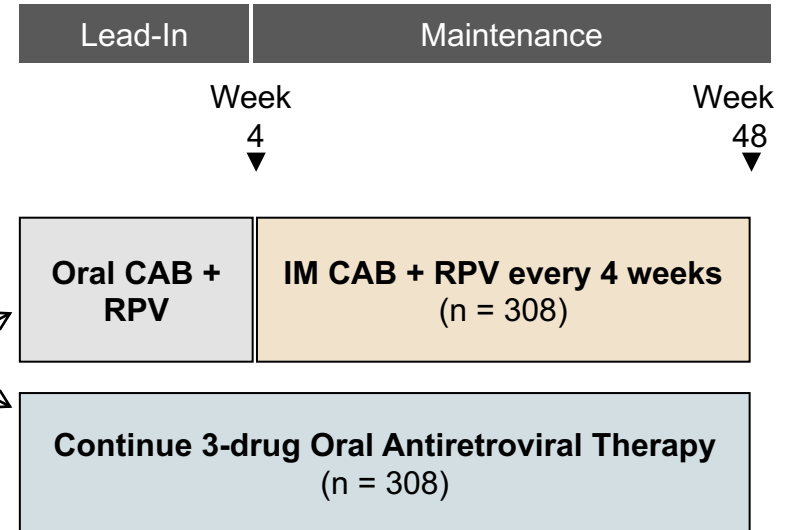 Lead-In
Maintenance
Week
4
Week
48
Oral CAB +
RPV
IM CAB + RPV every 4 weeks
(n = 308)
Continue 3-drug Oral Antiretroviral Therapy
(n = 308)